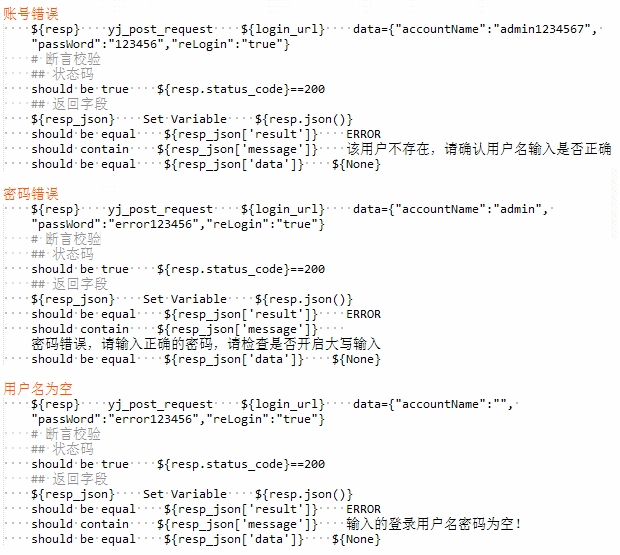 账号错误
${resp}    yj_post_request    ${login_url}    data={"accountName":"admin1234567",
"passWord":"123456","reLogin":"true"}
# 断言校验
## 状态码
should be true    ${resp.status_code}==200
## 返回字段
${resp_json}    Set Variable    ${resp.json()}
should be equal    ${resp_json['result']}    ERROR
should contain    ${resp_json['message']}    该用户不存在，请确认用户名输入是否正确
should be equal    ${resp_json['data']}    ${None}
密码错误
${resp}    yj_post_request    ${login_url}    data={"accountName":"admin",
"passWord":"error123456","reLogin":"true"}
# 断言校验
## 状态码
should be true    ${resp.status_code}==200
## 返回字段
${resp_json}    Set Variable    ${resp.json()}
should be equal    ${resp_json['result']}    ERROR
should contain    ${resp_json['message']}
密码错误，请输入正确的密码，请检查是否开启大写输入
should be equal    ${resp_json['data']}    ${None}
用户名为空
${resp}    yj_post_request    ${login_url}    data={"accountName":"",
"passWord":"error123456","reLogin":"true"}
# 断言校验
## 状态码
should be true    ${resp.status_code}==200
## 返回字段
${resp_json}    Set Variable    ${resp.json()}
should be equal    ${resp_json['result']}    ERROR
should contain    ${resp_json['message']}    输入的登录用户名密码为空！
should be equal    ${resp_json['data']}    ${None}